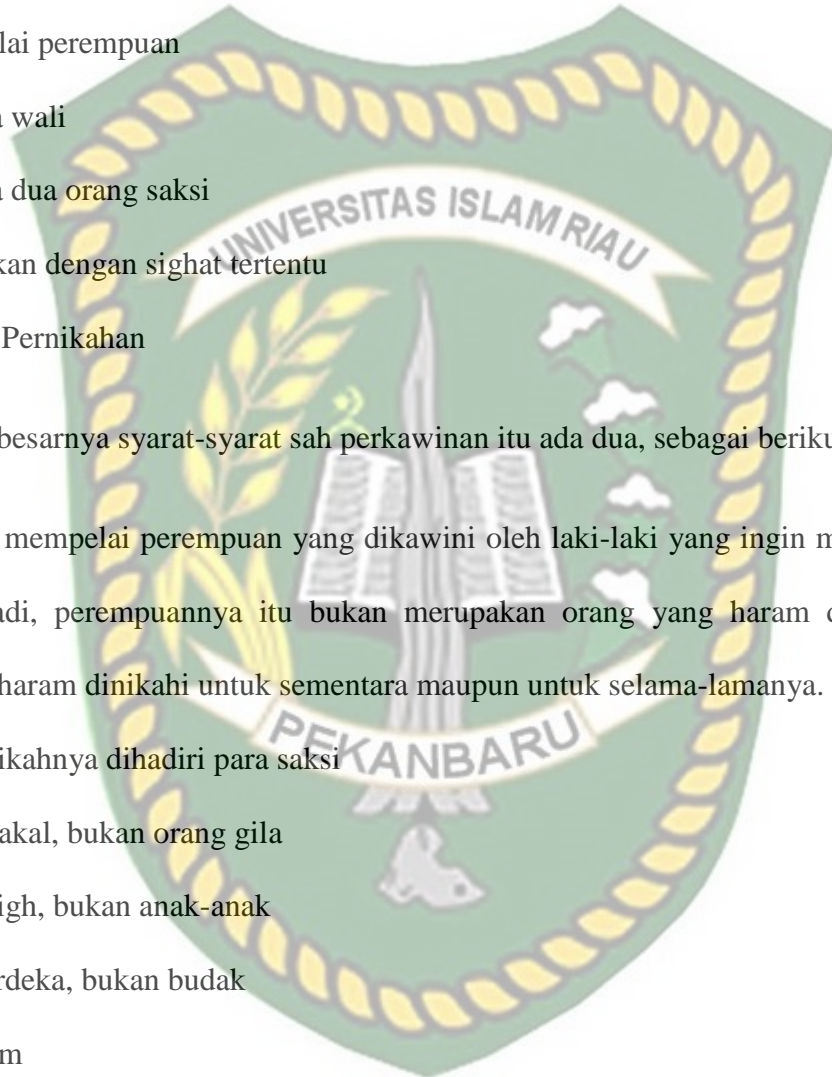 lai perempuan
wali
dua orang saksi
UNIVERSITAS ISLAM RIAU
kan dengan sighat tertentu
Pernikahan
besarnya syarat-syarat sah perkawinan itu ada dua, sebagai beriku
mempelai perempuan yang dikawini oleh laki-laki yang ingin m
adi, perempuannya itu bukan merupakan orang yang haram d
haram dinikahi untuk sementara maupun untuk selama-lamanya.
PEKANBARU
ikahnya dihadiri para saksi
akal, bukan orang gila
igh, bukan anak-anak
rdeka, bukan budak
m